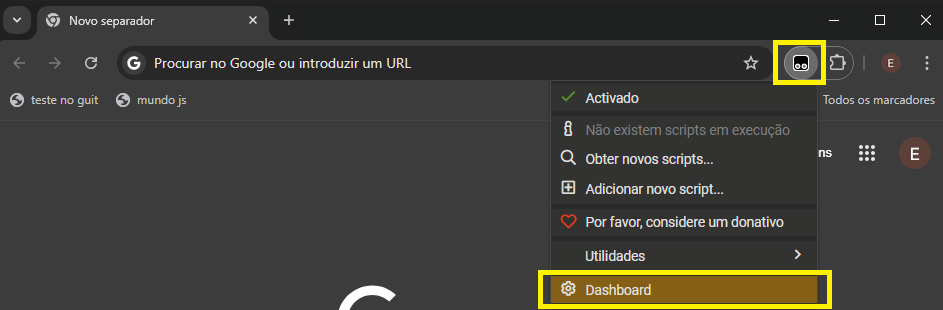 Novo separador
Procurar no Google ou introduzir um URL
E
teste no guit
mundo js
Todos os marcadores
Activado
Não existem scripts em execução
ns
E
Obter novos scripts...
Adicionar novo script...
Por favor, considere um donativo
Utilidades
Dashboard